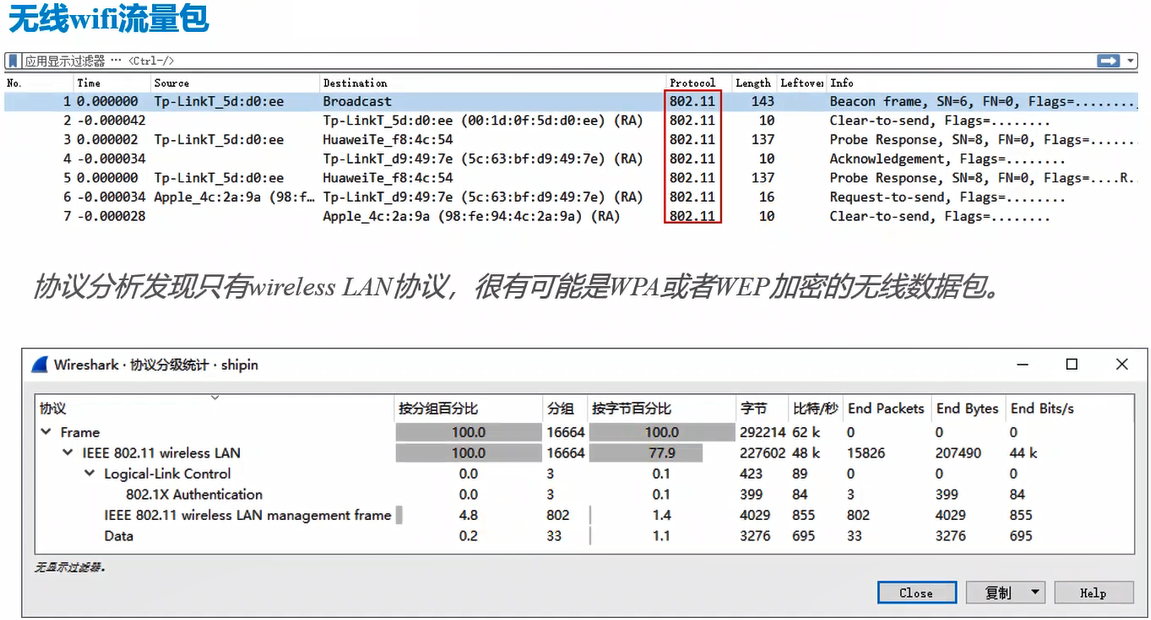 无线wifi流量包
应用显示过滤器 … <Ctrl-/>
No. Time Source Destination Protocol Length Leftover Info
1 0.000000 Tp-LinkT_5d:d0:ee Broadcast 802.11 143 Beacon frame, SN=6, FN=0, Flags=........
2 -0.000042 Tp-LinkT_5d:d0:ee (00:1d:0f:5d:d0:ee) (RA) 802.11 10 Clear-to-send, Flags=........
3 0.000002 Tp-LinkT_5d:d0:ee HuaweiTe_f8:4c:54 802.11 137 Probe Response, SN=8, FN=0, Flags=......
4 -0.000034 Tp-LinkT_d9:49:7e (5c:63:bf:d9:49:7e) (RA) 802.11 10 Acknowledgement, Flags=........
5 0.000000 Tp-LinkT_5d:d0:ee HuaweiTe_f8:4c:54 802.11 137 Probe Response, SN=8, FN=0, Flags=....R..
6 -0.000034 Apple_4c:2a:9a (98:f… Tp-LinkT_d9:49:7e (5c:63:bf:d9:49:7e) (RA) 802.11 16 Request-to-send, Flags=........
7 -0.000028 Apple_4c:2a:9a (98:fe:94:4c:2a:9a) (RA) 802.11 10 Clear-to-send, Flags=........
协议分析发现只有wireless LAN协议，很有可能是WPA或者WEP加密的无线数据包。
Wireshark · 协议分级统计 · shipin
协议 按分组百分比 分组 按字节百分比 字节 比特/秒 End Packets End Bytes End Bits/s
Frame 100.0 16664 100.0 292214 62 k 0 0 0
IEEE 802.11 wireless LAN 100.0 16664 77.9 227602 48 k 15826 207490 44 k
Logical-Link Control 0.0 3 0.1 423 89 0 0 0
802.1X Authentication 0.0 3 0.1 399 84 3 399 84
IEEE 802.11 wireless LAN management frame 4.8 802 1.4 4029 855 802 4029 855
Data 0.2 33 1.1 3276 695 33 3276 695
无显示过滤器。
Close 复制 Help